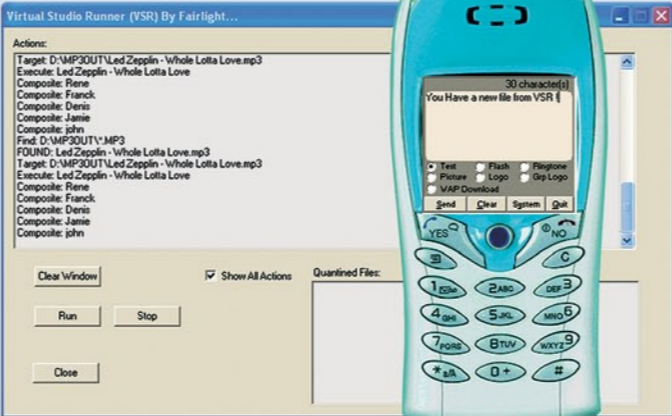 Virtual Studio Runner (VSR) By Fairlight...
Actions:
Target: D:\MP3OUT\Led Zepplin - Whole Lotta Love.mp3
Execute: Led Zepplin - Whole Lotta Love
Composite: Rene
Composite: Franck
Composite: Denis
Composite: Jamie
Composite: john
Find: D:\MP3OUT\*.MP3
FOUND: Led Zepplin - Whole Lotta Love.mp3
Target: D:\MP3OUT\Led Zepplin - Whole Lotta Love.mp3
Execute: Led Zepplin - Whole Lotta Love
Composite: Rene
Composite: Franck
Composite: Denis
Composite: Jamie
Composite: john
Clear Window
Show All Actions
Quantined Files:
Run Stop
Close
30 character(s)
You Have a new file from VSR !
Text Flash Ringtone
Picture Logo Grp Logo
WAP Download
Send Clear System Quit
YES NO
C
1 2ABC DEF3
4GHI 5JKL MNO6
7PQRS 8TUV WXYZ9
* a/A 0+ #